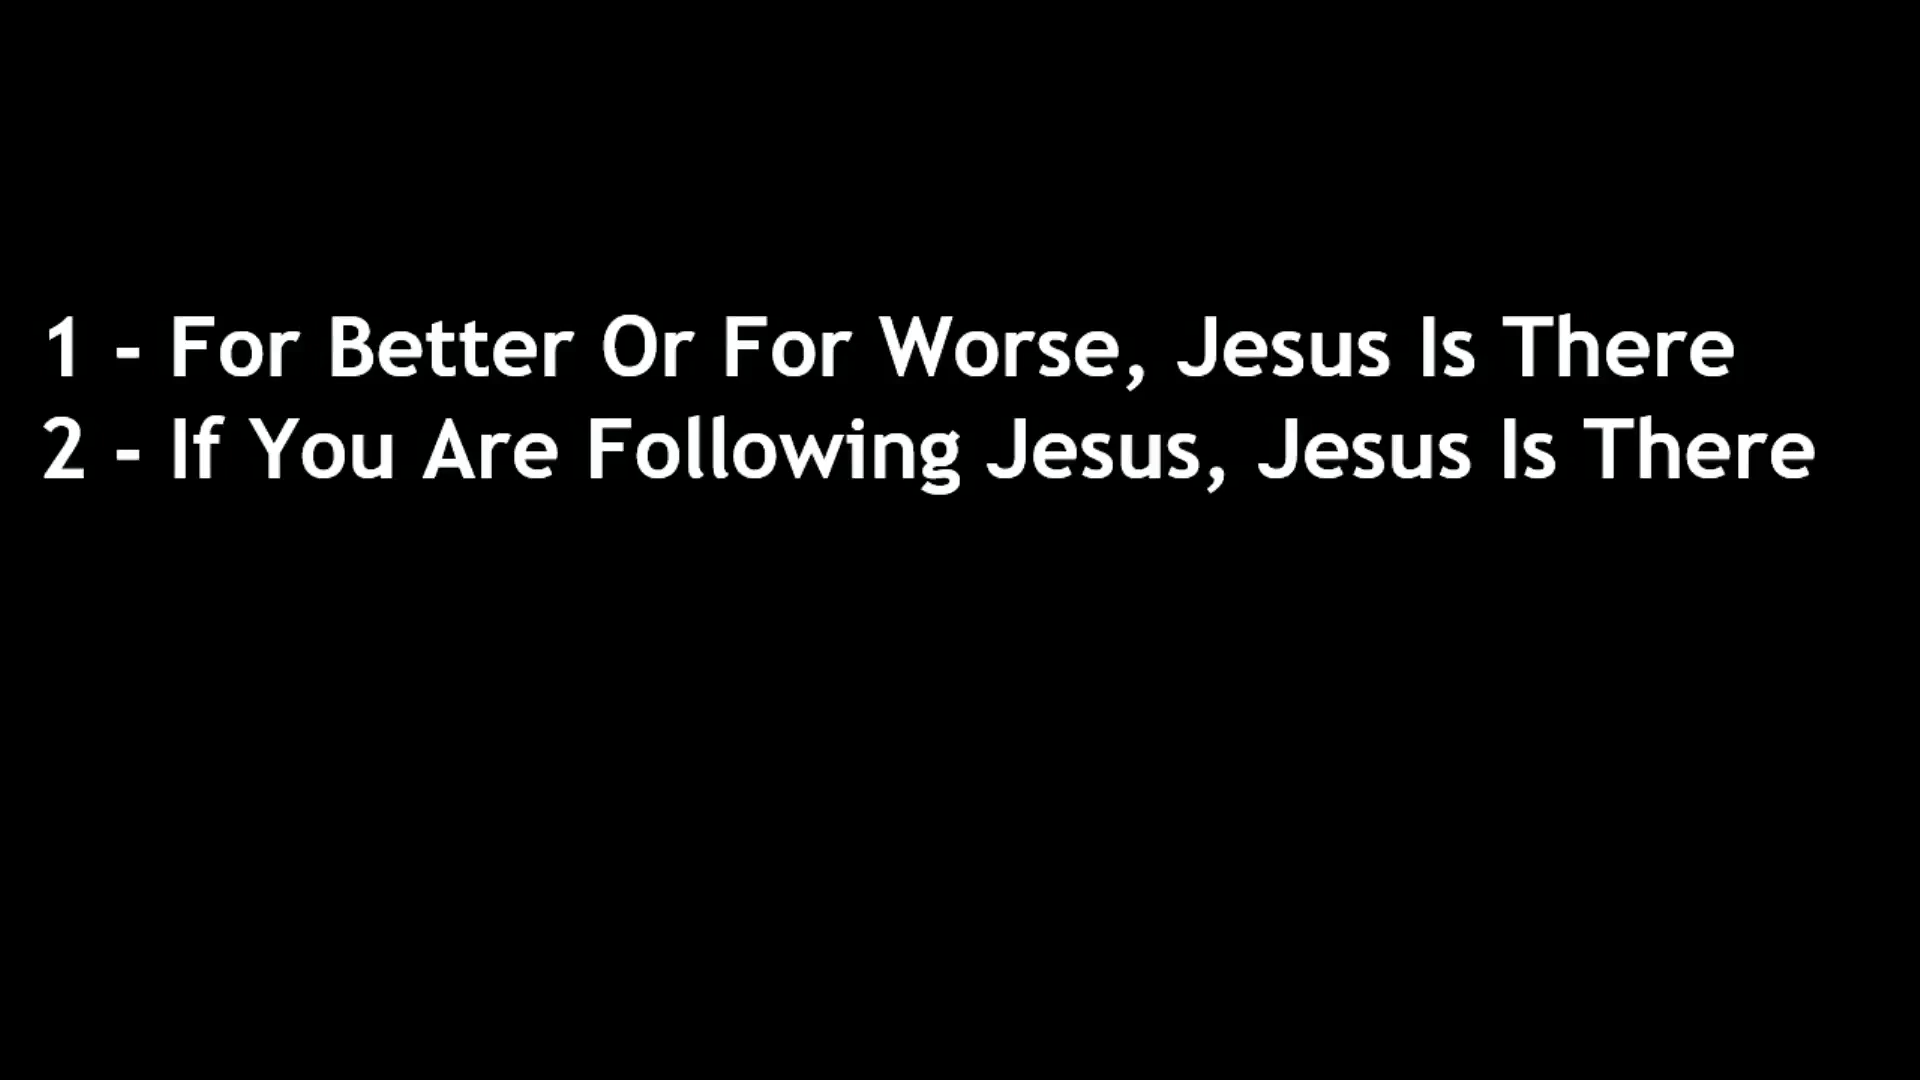 1 - For Better Or For Worse, Jesus Is There
2 - If You Are Following Jesus, Jesus Is There